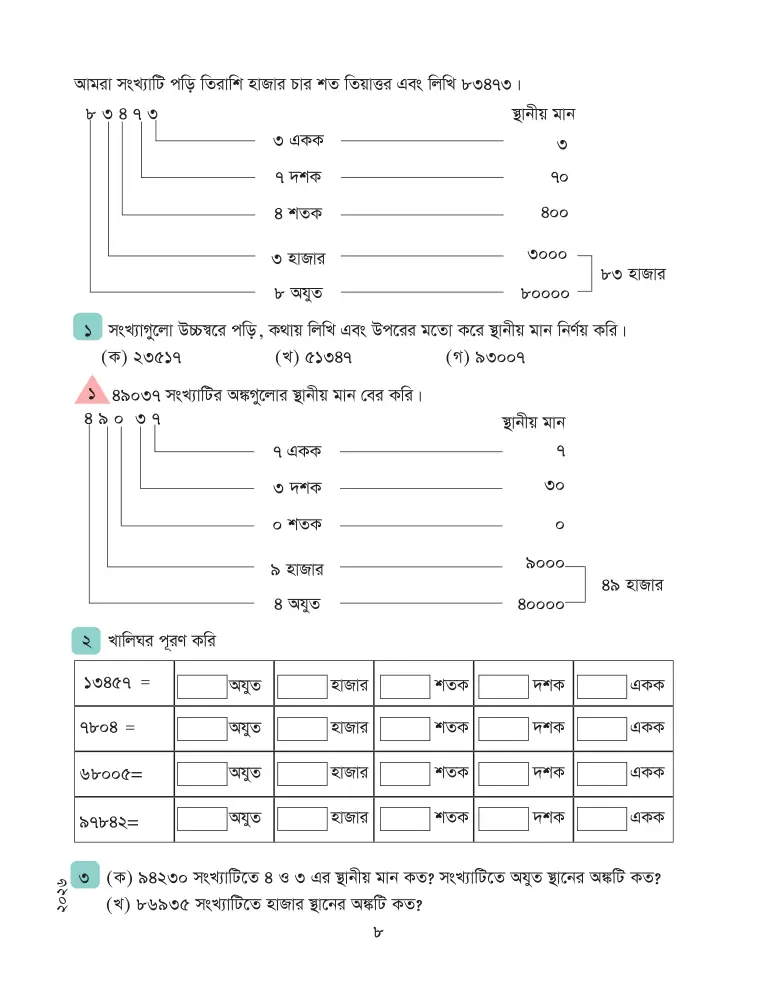 আমরা সংখ্যাটি পড়ি তিরাশি হাজার চার শত তিয়াত্তর এবং লিখি ৮৩৪৭৩।
৮ ৩ ৪ ৭ ৩ স্থানীয় মান
৩ একক ৩
৭ দশক ৭০
৪ শতক ৪০০
৩ হাজার ৩০০০
৮৩ হাজার
৮ অযুত ৮০০০০
১ সংখ্যাগুলো উচ্চস্বরে পড়ি, কথায় লিখি এবং উপরের মতো করে স্থানীয় মান নির্ণয় করি।
(ক) ২৩৫১৭ (খ) ৫১৩৪৭ (গ) ৯৩০০৭
১ ৪৯০৩৭ সংখ্যাটির অঙ্কগুলোর স্থানীয় মান বের করি।
৪ ৯ ০ ৩ ৭ স্থানীয় মান
৭ একক ৭
৩ দশক ৩০
০ শতক ০
৯ হাজার ৯০০০
৪৯ হাজার
৪ অযুত ৪০০০০
২ খালিঘর পূরণ করি
১৩৪৫৭ = অযুত হাজার শতক দশক একক
৭৮০৪ = অযুত হাজার শতক দশক একক
৬৮০০৫= অযুত হাজার শতক দশক একক
৯৭৮৪২= অযুত হাজার শতক দশক একক
৩ (ক) ৯৪২৩০ সংখ্যাটিতে ৪ ও ৩ এর স্থানীয় মান কত? সংখ্যাটিতে অযুত স্থানের অঙ্কটি কত?
(খ) ৮৬৯৩৫ সংখ্যাটিতে হাজার স্থানের অঙ্কটি কত?
২০২৬
৮